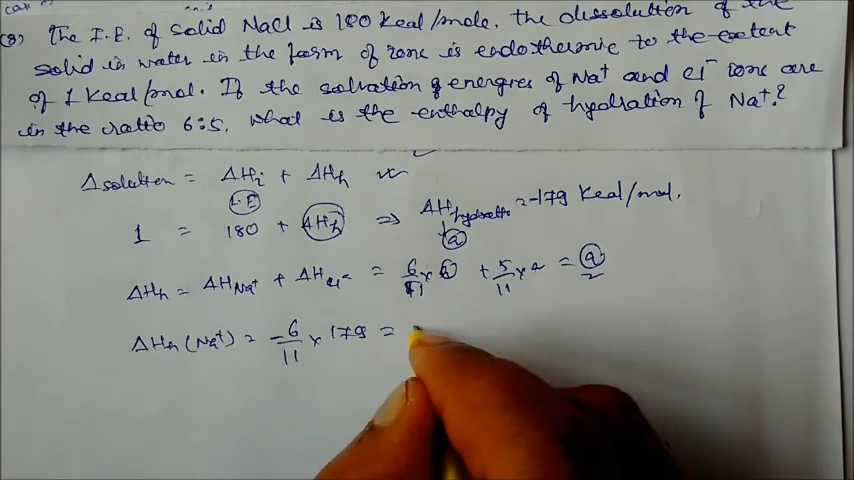 (8) The I.E. of solid NaCl is 180 Kcal/mole. the dissolution of the
solid in water in the form of ions is endothermic to the extent
of 1 Kcal/mol. If the solvation energies of Na⁺ and Cl⁻ ions are
in the ratio 6:5. what is the enthalpy of hydration of Na⁺?
Δsolution = ΔHi + ΔHh
I.E
1 = 180 + ΔHh ⇒ ΔHhydratn = -179 Kcal/mol.
a
ΔHh = ΔHNa⁺ + ΔHCl⁻ = 6/11 × a + 5/11 × a = a
ΔHh (Na⁺) = -6/11 × 179 =